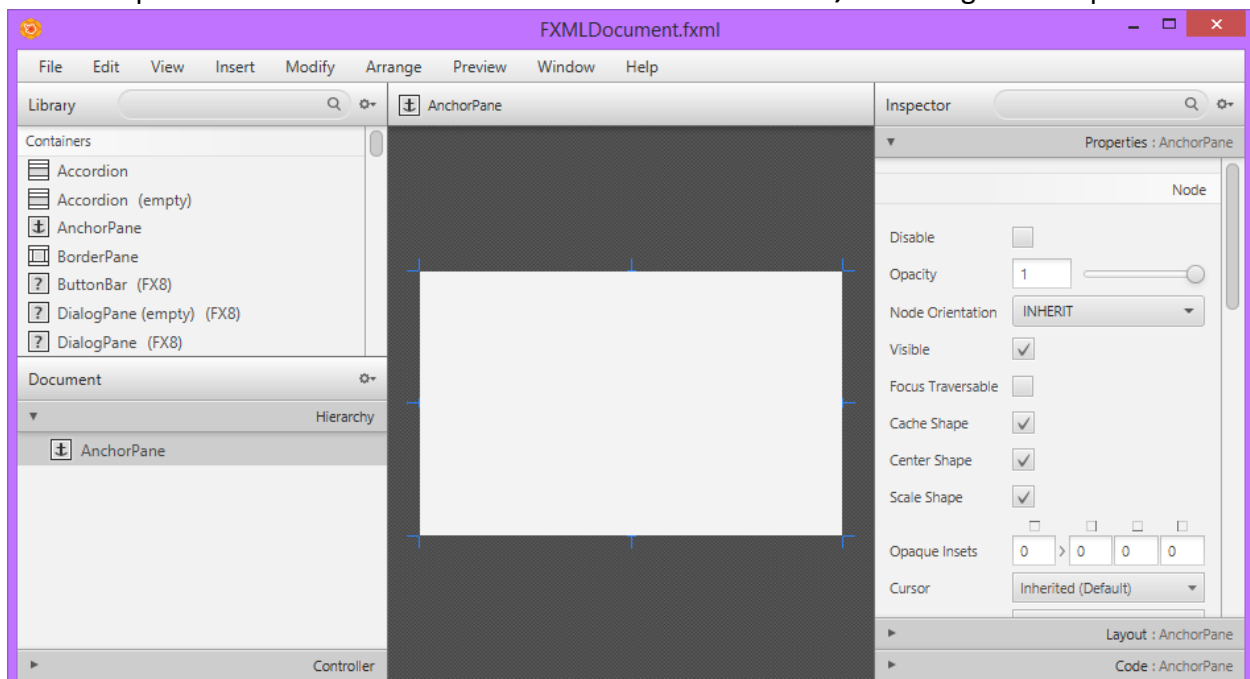 FXMLDocument.fxml
File Edit View Insert Modify Arrange Preview Window Help
Library
Containers
Accordion
Accordion (empty)
AnchorPane
BorderPane
? ButtonBar (FX8)
? DialogPane (empty) (FX8)
? DialogPane (FX8)
Document
Hierarchy
AnchorPane
Controller
AnchorPane
Inspector
Properties : AnchorPane
Node
Disable
Opacity 1
Node Orientation INHERIT
Visible
Focus Traversable
Cache Shape
Center Shape
Scale Shape
Opaque Insets 0 > 0 0 0
Cursor Inherited (Default)
Layout : AnchorPane
Code : AnchorPane